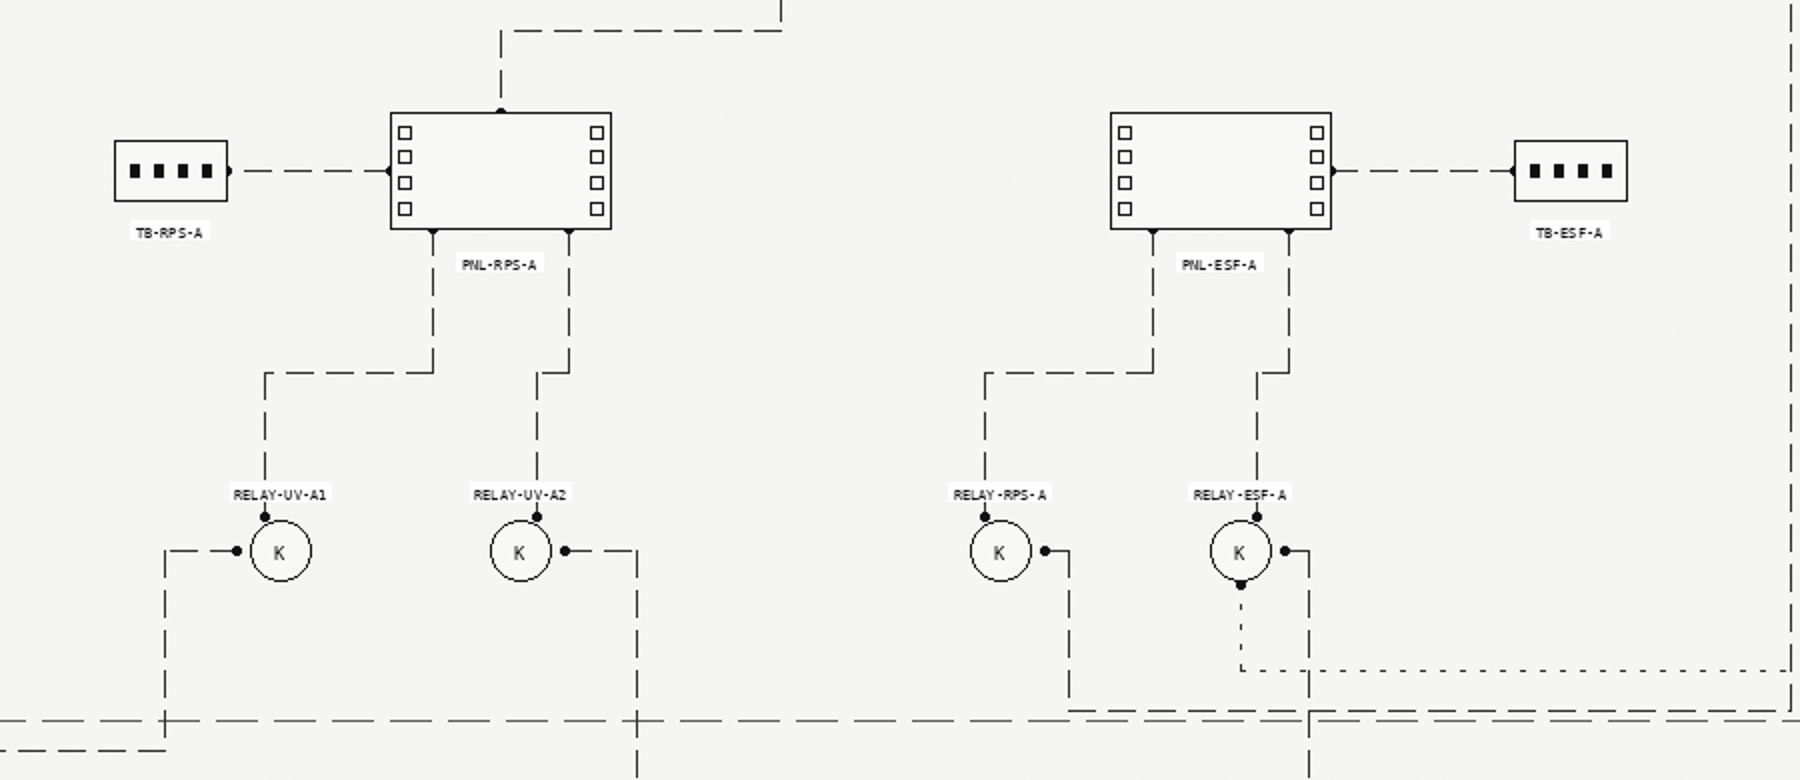 TB-RPS-A
TB-ESF-A
PNL-RPS-A
PNL-ESF-A
RELAY-UV-A1
RELAY-UV-A2
RELAY-RPS-A
RELAY-ESF-A
K
K
K
K